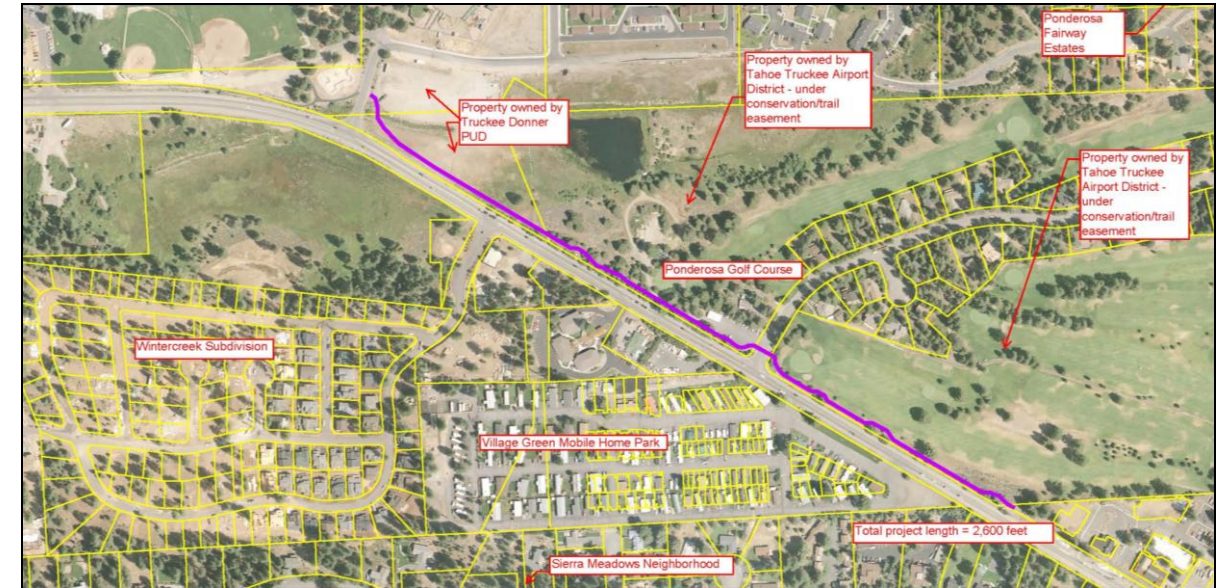 Ponderosa
Fairway
Estates
Property owned by
Tahoe Truckee Airport
District - under
conservation/trail
easement
Property owned by
Truckee Donner
PUD
Property owned by
Tahoe Truckee
Airport District -
under
conservation/trail
easement
Ponderosa Golf Course
Wintercreek Subdivision
Village Green Mobile Home Park
Total project length = 2,600 feet
Sierra Meadows Neighborhood